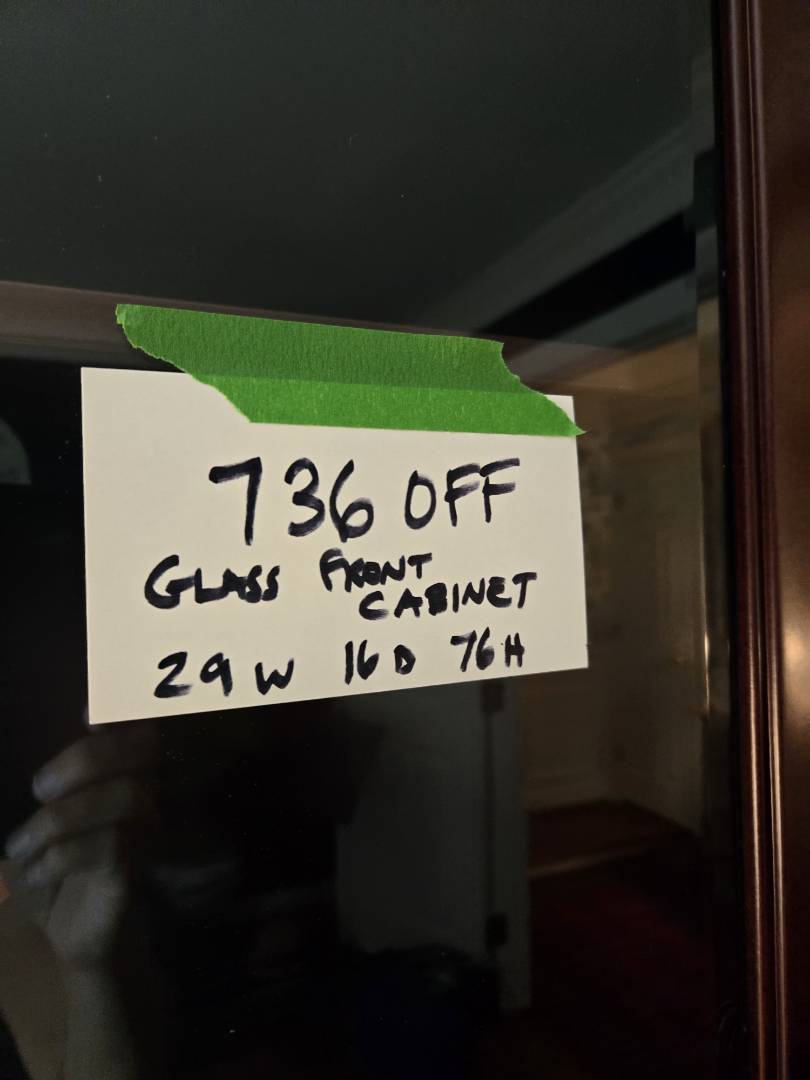 736 OFF
GLASS FRONT
CABINET
29 W 16 D 76 H